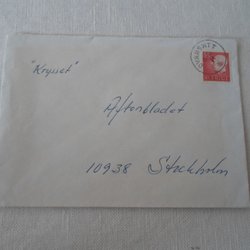 "Krysset"
Aftonbladet
10938 Stockholm